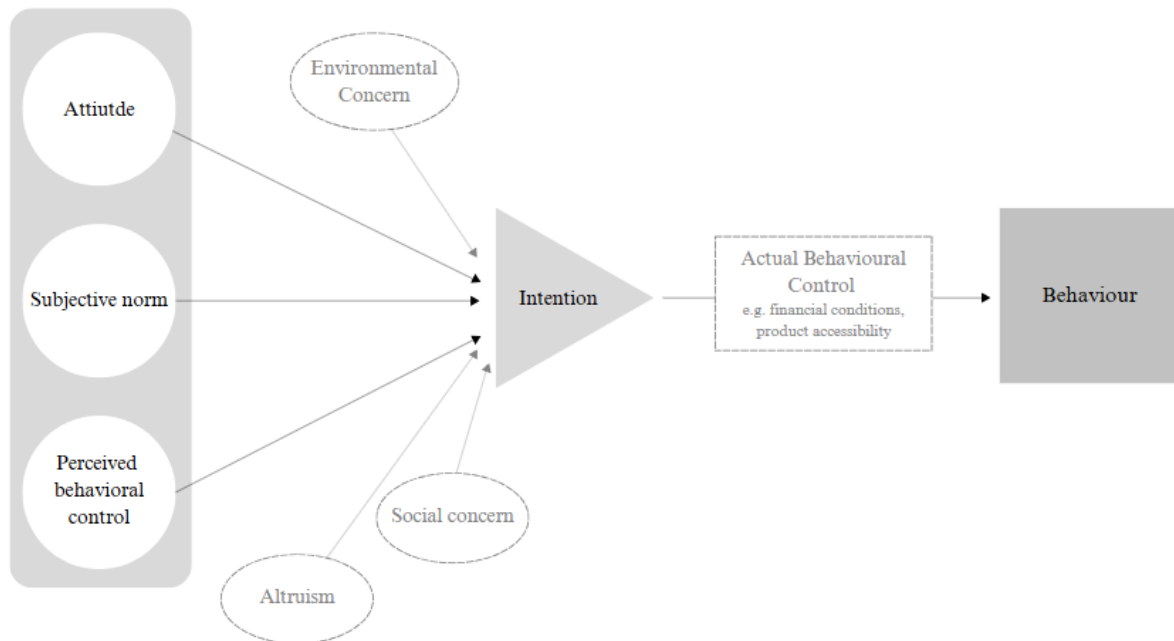 Environmental
Concern
Attiutde
Subjective norm
Intention
Actual Behavioural
Control
e.g. financial conditions,
product accessibility
Behaviour
Perceived
behavioral
control
Social concern
Altruism